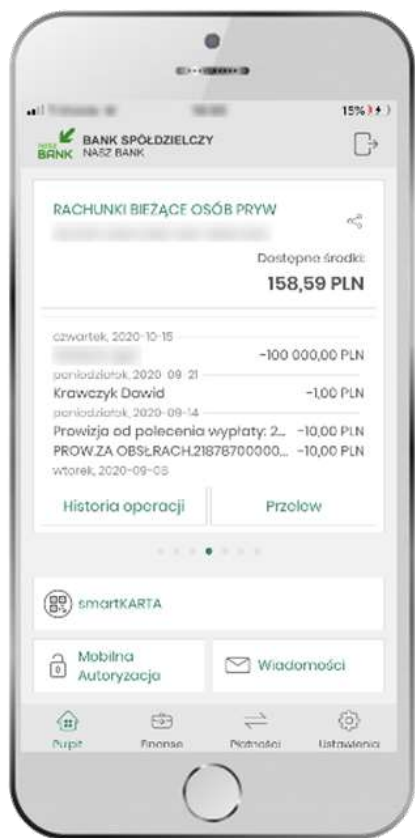 15%
nasz BANK
BANK SPÓŁDZIELCZY
NASZ BANK
RACHUNKI BIEŻĄCE OSÓB PRYW
Dostępne środki:
158,59 PLN
czwartek, 2020-10-15
-100 000,00 PLN
poniedziałek, 2020-09-21
Krawczyk Dawid -1,00 PLN
poniedziałek, 2020-09-14
Prowizja od polecenia wypłaty: 2... -10,00 PLN
PROW.ZA OBSŁ.RACH.21878700000... -10,00 PLN
wtorek, 2020-09-08
Historia operacji Przelew
smartKARTA
Mobilna Autoryzacja Wiadomości
Pulpit Finanse Płatności Ustawienia